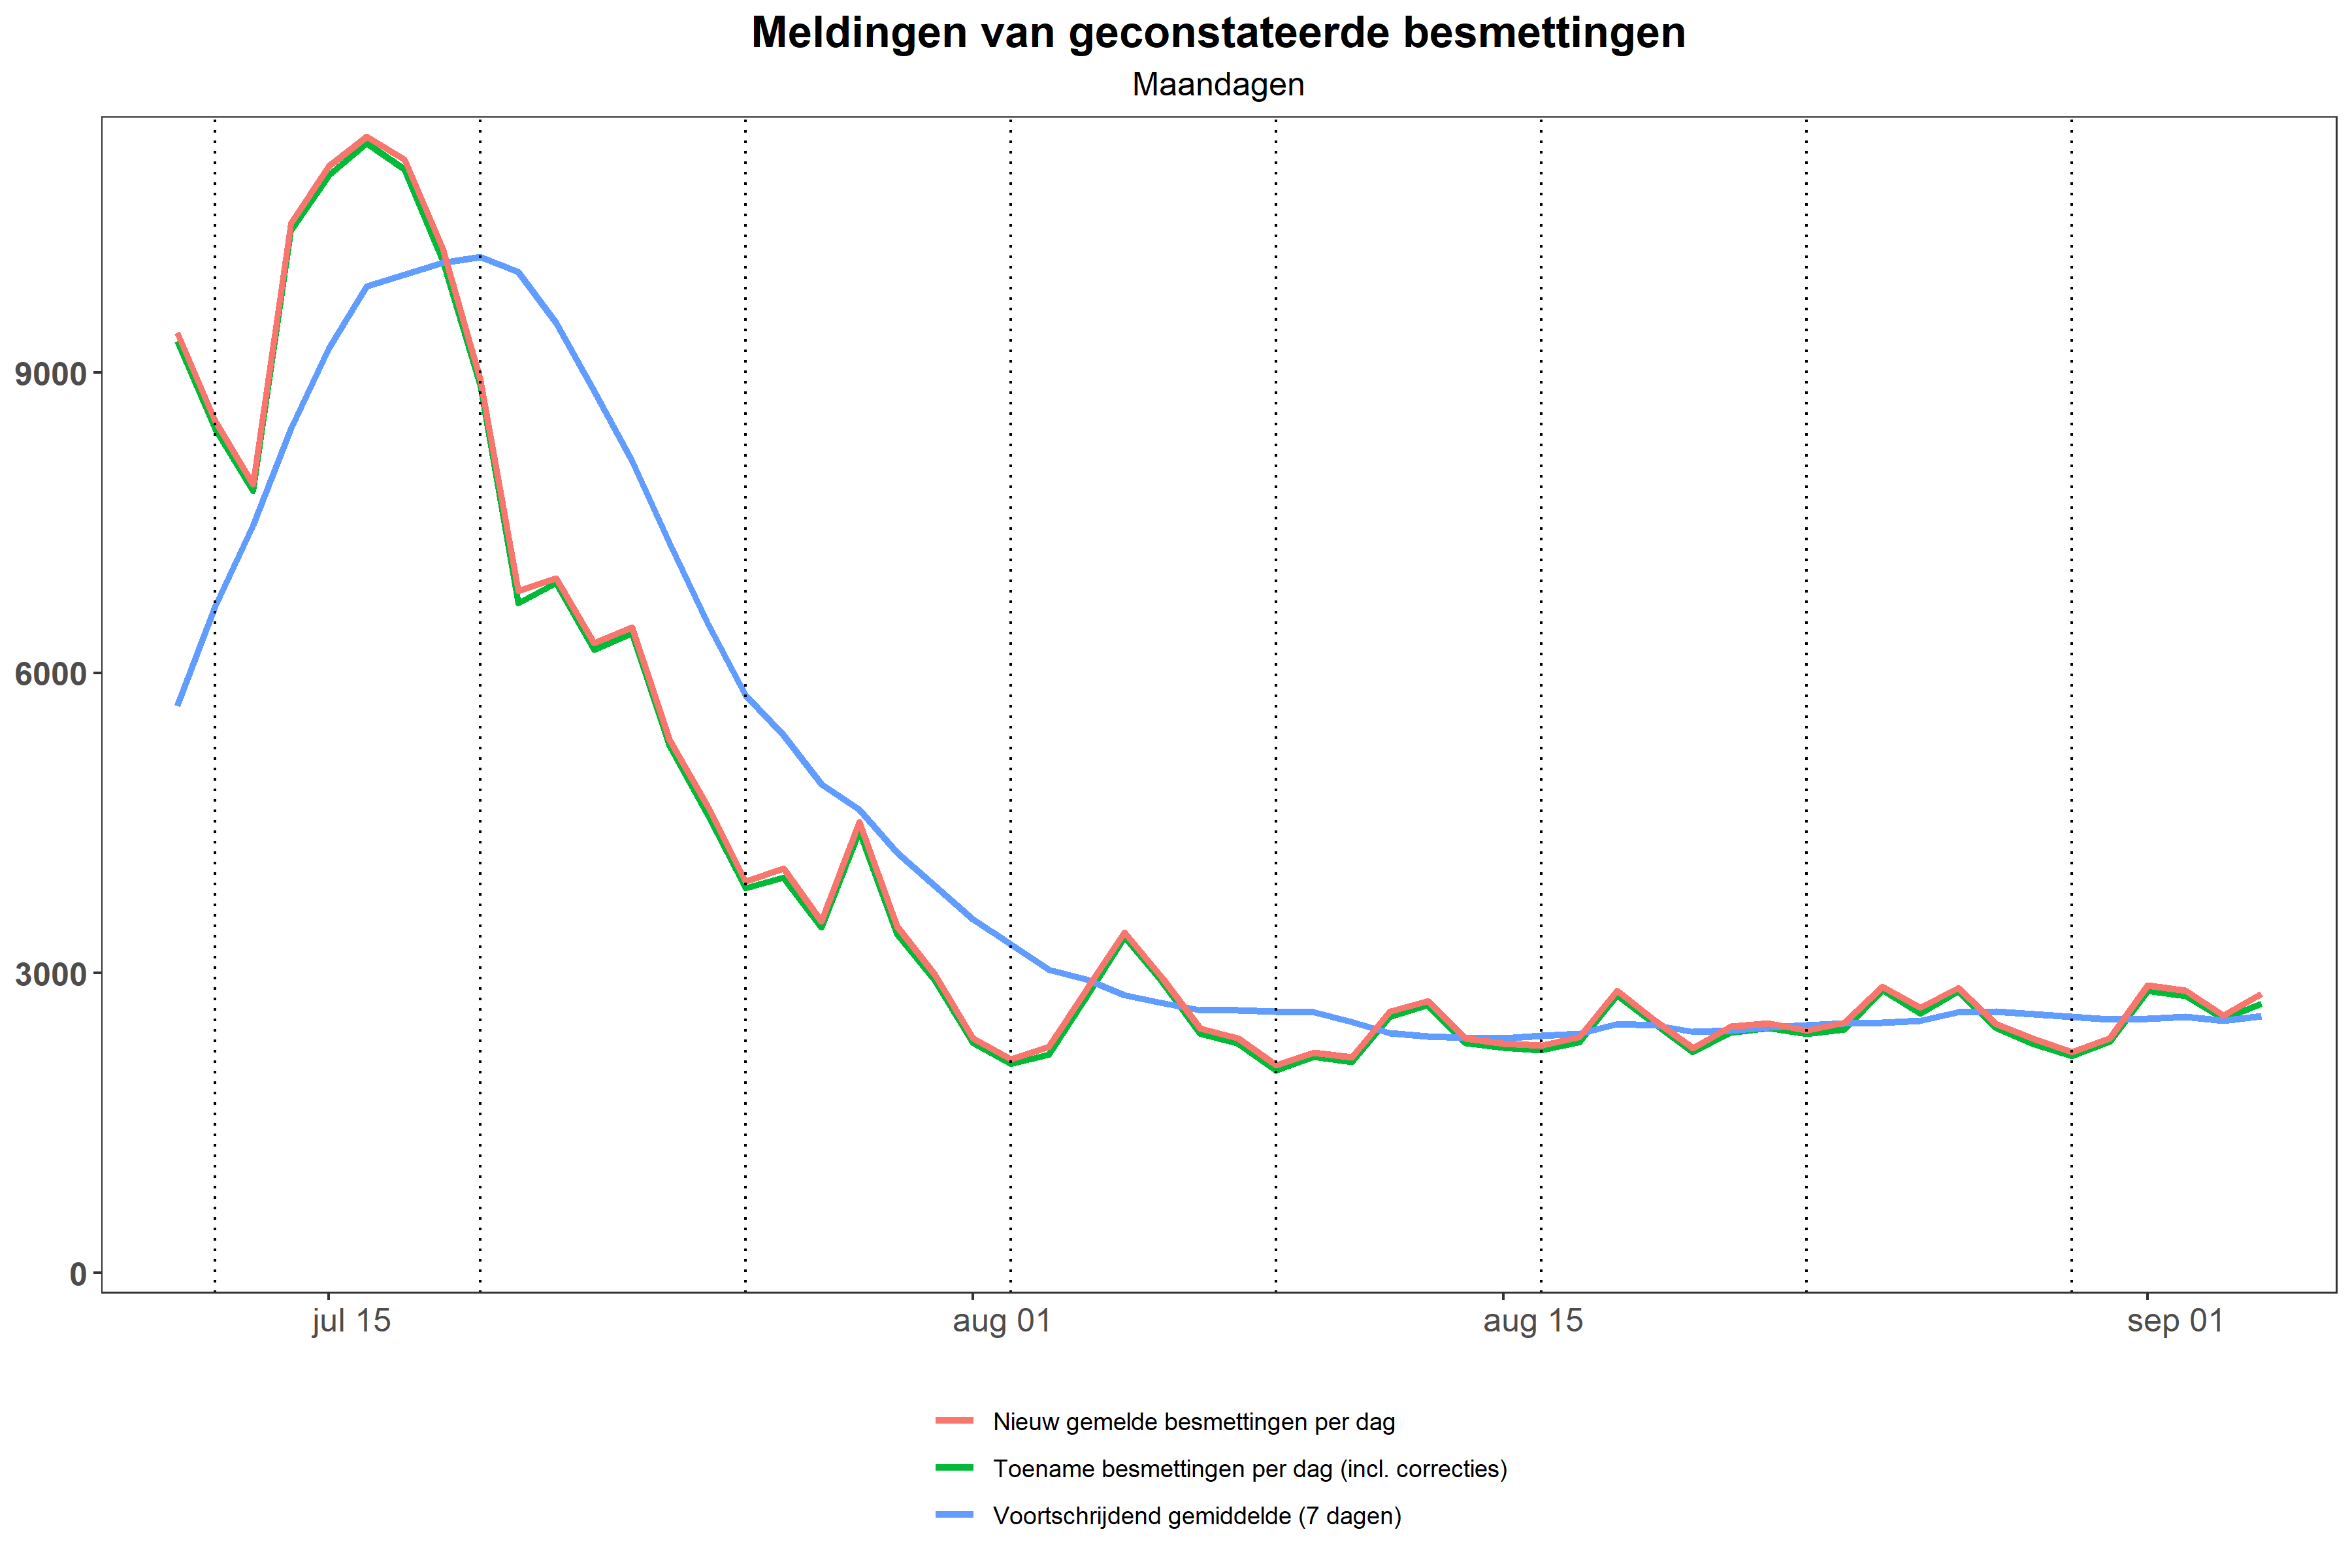 Meldingen van geconstateerde besmettingen
Maandagen
9000
6000
3000
0
jul 15
aug 01
aug 15
sep 01
Nieuw gemelde besmettingen per dag
Toename besmettingen per dag (incl. correcties)
Voortschrijdend gemiddelde (7 dagen)